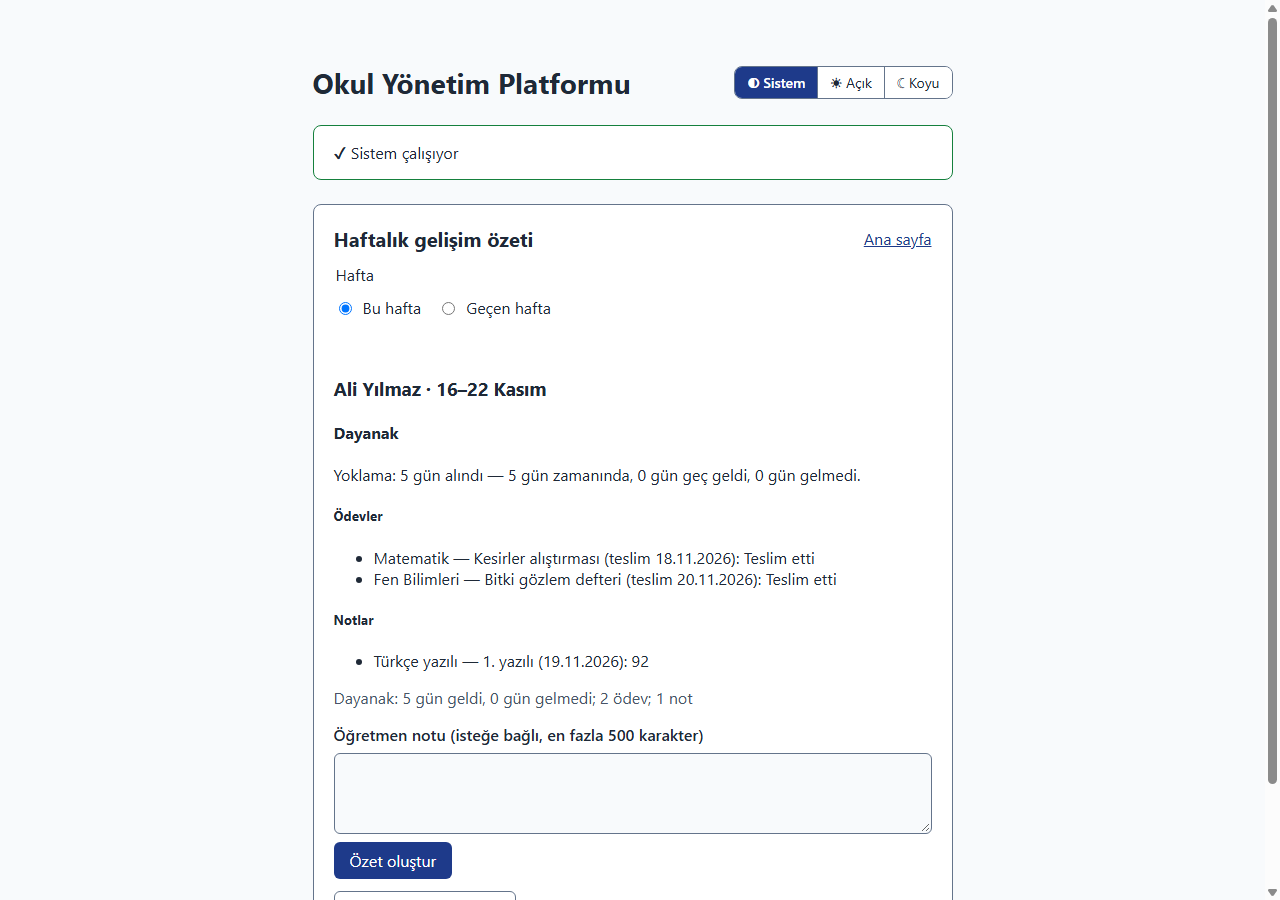 Okul Yönetim Platformu
◐ Sistem
☀ Açık
☾ Koyu
✓ Sistem çalışıyor
Haftalık gelişim özeti
Ana sayfa
Hafta
Bu hafta
Geçen hafta
Ali Yılmaz · 16–22 Kasım
Dayanak
Yoklama: 5 gün alındı — 5 gün zamanında, 0 gün geç geldi, 0 gün gelmedi.
Ödevler
• Matematik — Kesirler alıştırması (teslim 18.11.2026): Teslim etti
• Fen Bilimleri — Bitki gözlem defteri (teslim 20.11.2026): Teslim etti
Notlar
• Türkçe yazılı — 1. yazılı (19.11.2026): 92
Dayanak: 5 gün geldi, 0 gün gelmedi; 2 ödev; 1 not
Öğretmen notu (isteğe bağlı, en fazla 500 karakter)
Özet oluştur